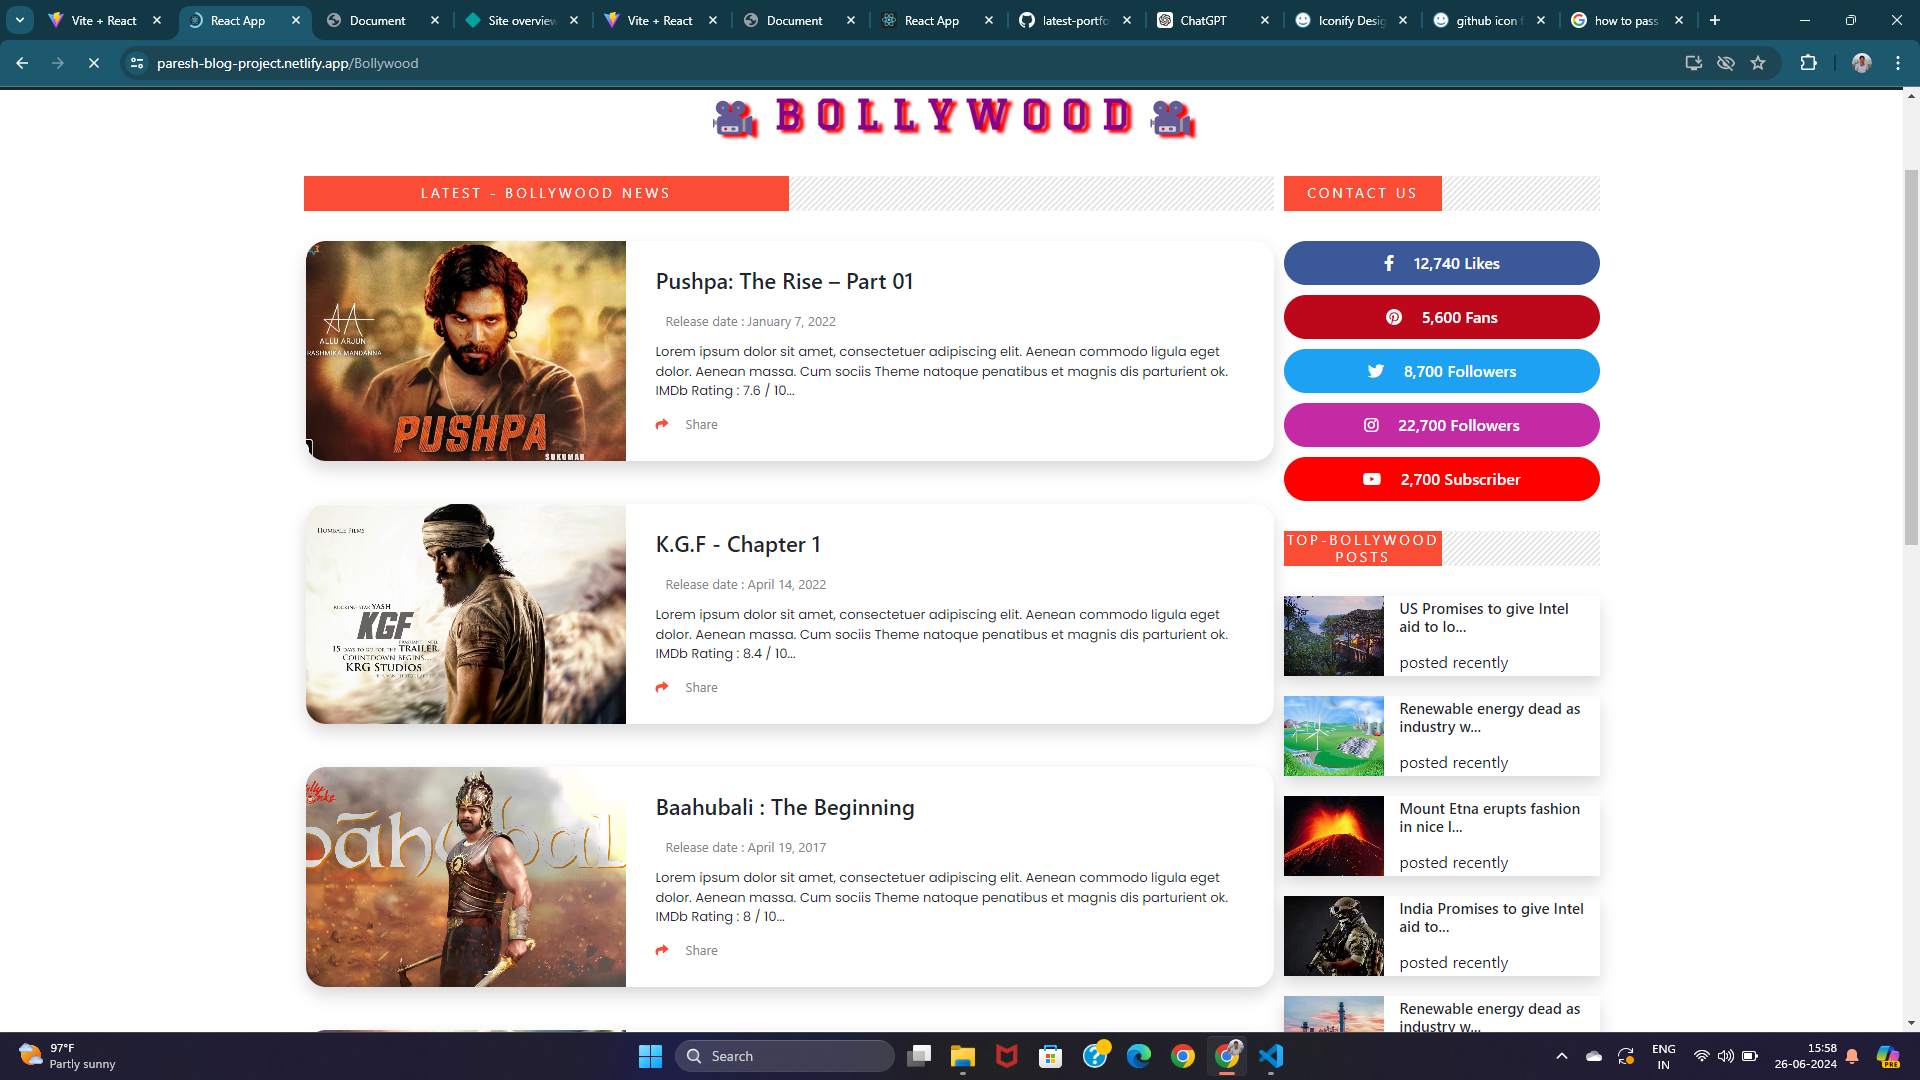 Vite + React
React App
Document
Site overview
Vite + React
Document
React App
latest-portfo
ChatGPT
Iconify Desig
github icon f
how to pass
paresh-blog-project.netlify.app/Bollywood
BOLLYWOOD
LATEST - BOLLYWOOD NEWS
CONTACT US
ALLU ARJUN
RASHMIKA MANDANNA
PUSHPA
SUKUMAR
Pushpa: The Rise – Part 01
Release date : January 7, 2022
Lorem ipsum dolor sit amet, consectetuer adipiscing elit. Aenean commodo ligula eget
dolor. Aenean massa. Cum sociis Theme natoque penatibus et magnis dis parturient ok.
IMDb Rating : 7.6 / 10...
Share
12,740 Likes
5,600 Fans
8,700 Followers
22,700 Followers
2,700 Subscriber
HOMBALE FILMS
ROCKING STAR YASH
KGF
15 DAYS TO GO FOR THE TRAILER
COUNTDOWN BEGINS...
KRG STUDIOS
K.G.F - Chapter 1
Release date : April 14, 2022
Lorem ipsum dolor sit amet, consectetuer adipiscing elit. Aenean commodo ligula eget
dolor. Aenean massa. Cum sociis Theme natoque penatibus et magnis dis parturient ok.
IMDb Rating : 8.4 / 10...
Share
TOP-BOLLYWOOD
POSTS
US Promises to give Intel
aid to lo...
posted recently
Renewable energy dead as
industry w...
posted recently
Mount Etna erupts fashion
in nice l...
posted recently
India Promises to give Intel
aid to...
posted recently
Renewable energy dead as
industry w...
bāhubaL
Baahubali : The Beginning
Release date : April 19, 2017
Lorem ipsum dolor sit amet, consectetuer adipiscing elit. Aenean commodo ligula eget
dolor. Aenean massa. Cum sociis Theme natoque penatibus et magnis dis parturient ok.
IMDb Rating : 8 / 10...
Share
97°F
Partly sunny
Search
ENG
IN
15:58
26-06-2024
PRE